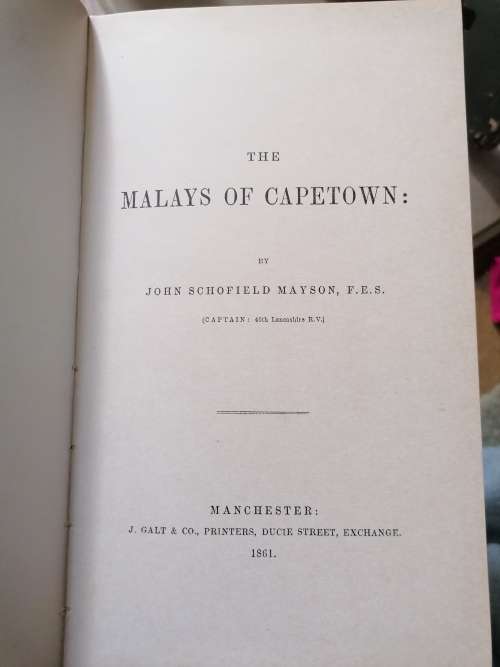 THE
MALAYS OF CAPETOWN:
BY
JOHN SCHOFIELD MAYSON, F.E.S.
(CAPTAIN: 40th Lancashire R.V.)
MANCHESTER:
J. GALT & CO., PRINTERS, DUCIE STREET, EXCHANGE.
1861.